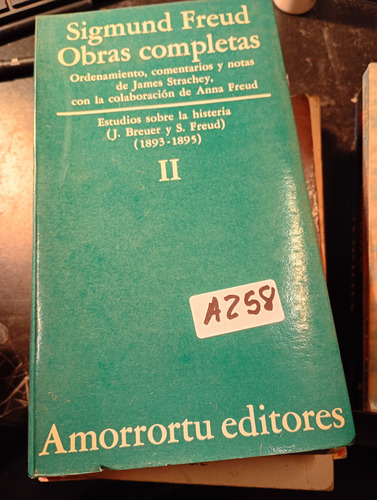 Sigmund Freud
Obras completas
Ordenamiento, comentarios y notas
de James Strachey,
con la colaboración de Anna Freud
Estudios sobre la histeria
(J. Breuer y S. Freud)
(1893-1895)
II
A258
Amorrortu editores